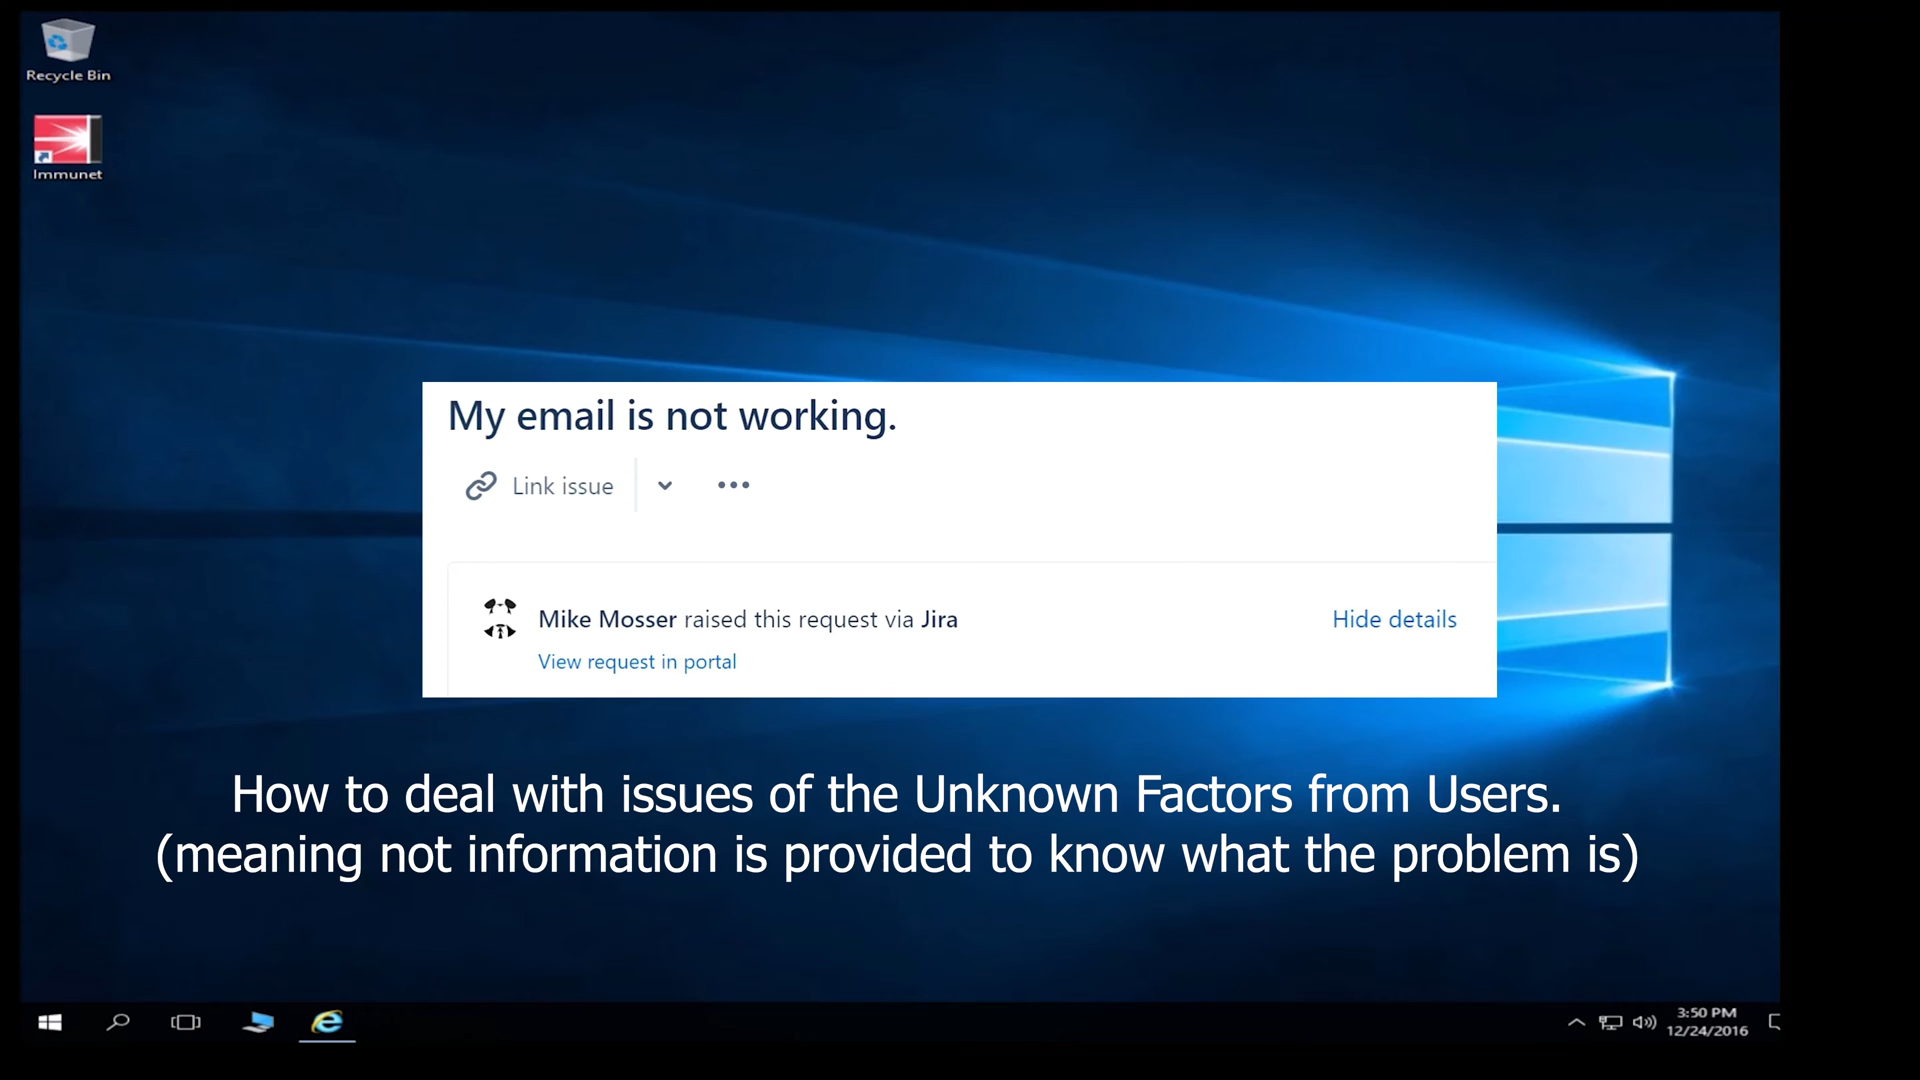 Recycle Bin
Immunet
My email is not working.
Link issue
Mike Mosser raised this request via Jira
Hide details
View request in portal
How to deal with issues of the Unknown Factors from Users.
(meaning not information is provided to know what the problem is)
3:50 PM
12/24/2016